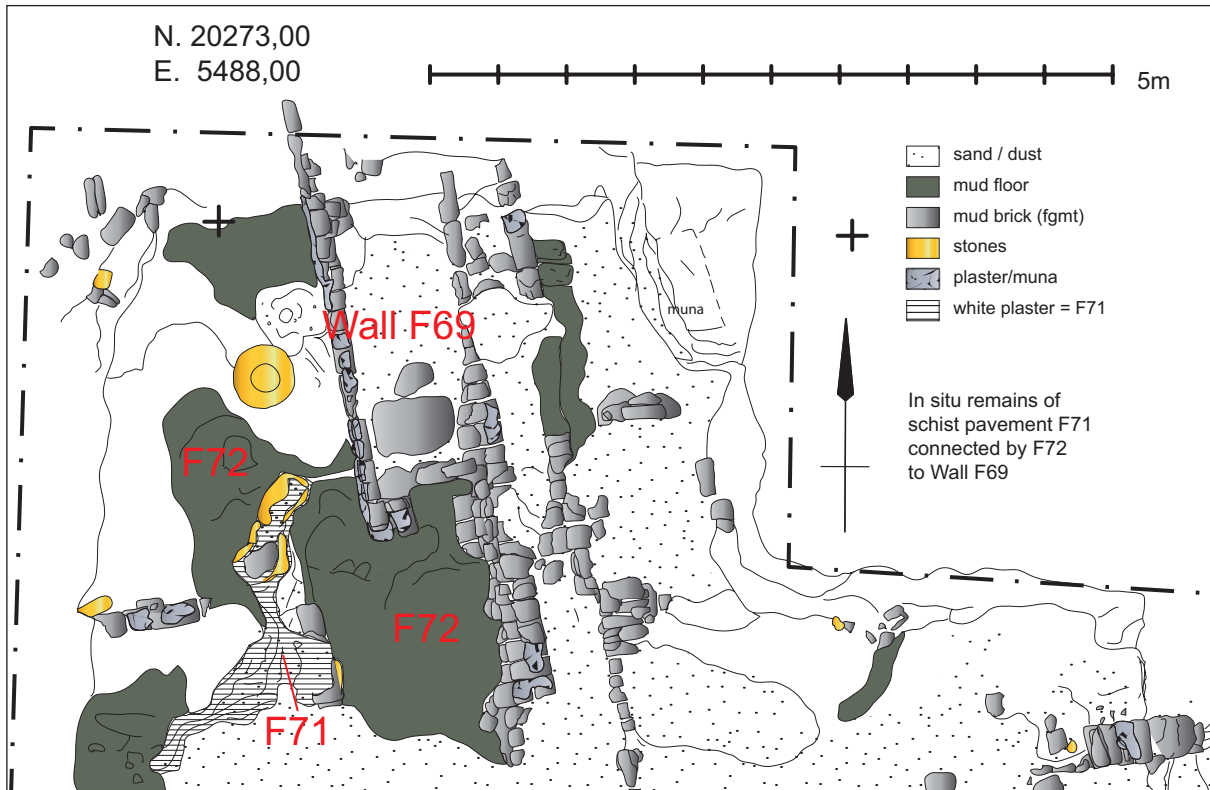 N. 20273,00
E. 5488,00
5m
sand / dust
mud floor
mud brick (fgmt)
stones
plaster/muna
white plaster = F71
muna
Wall F69
In situ remains of
schist pavement F71
connected by F72
to Wall F69
F72
F72
F71